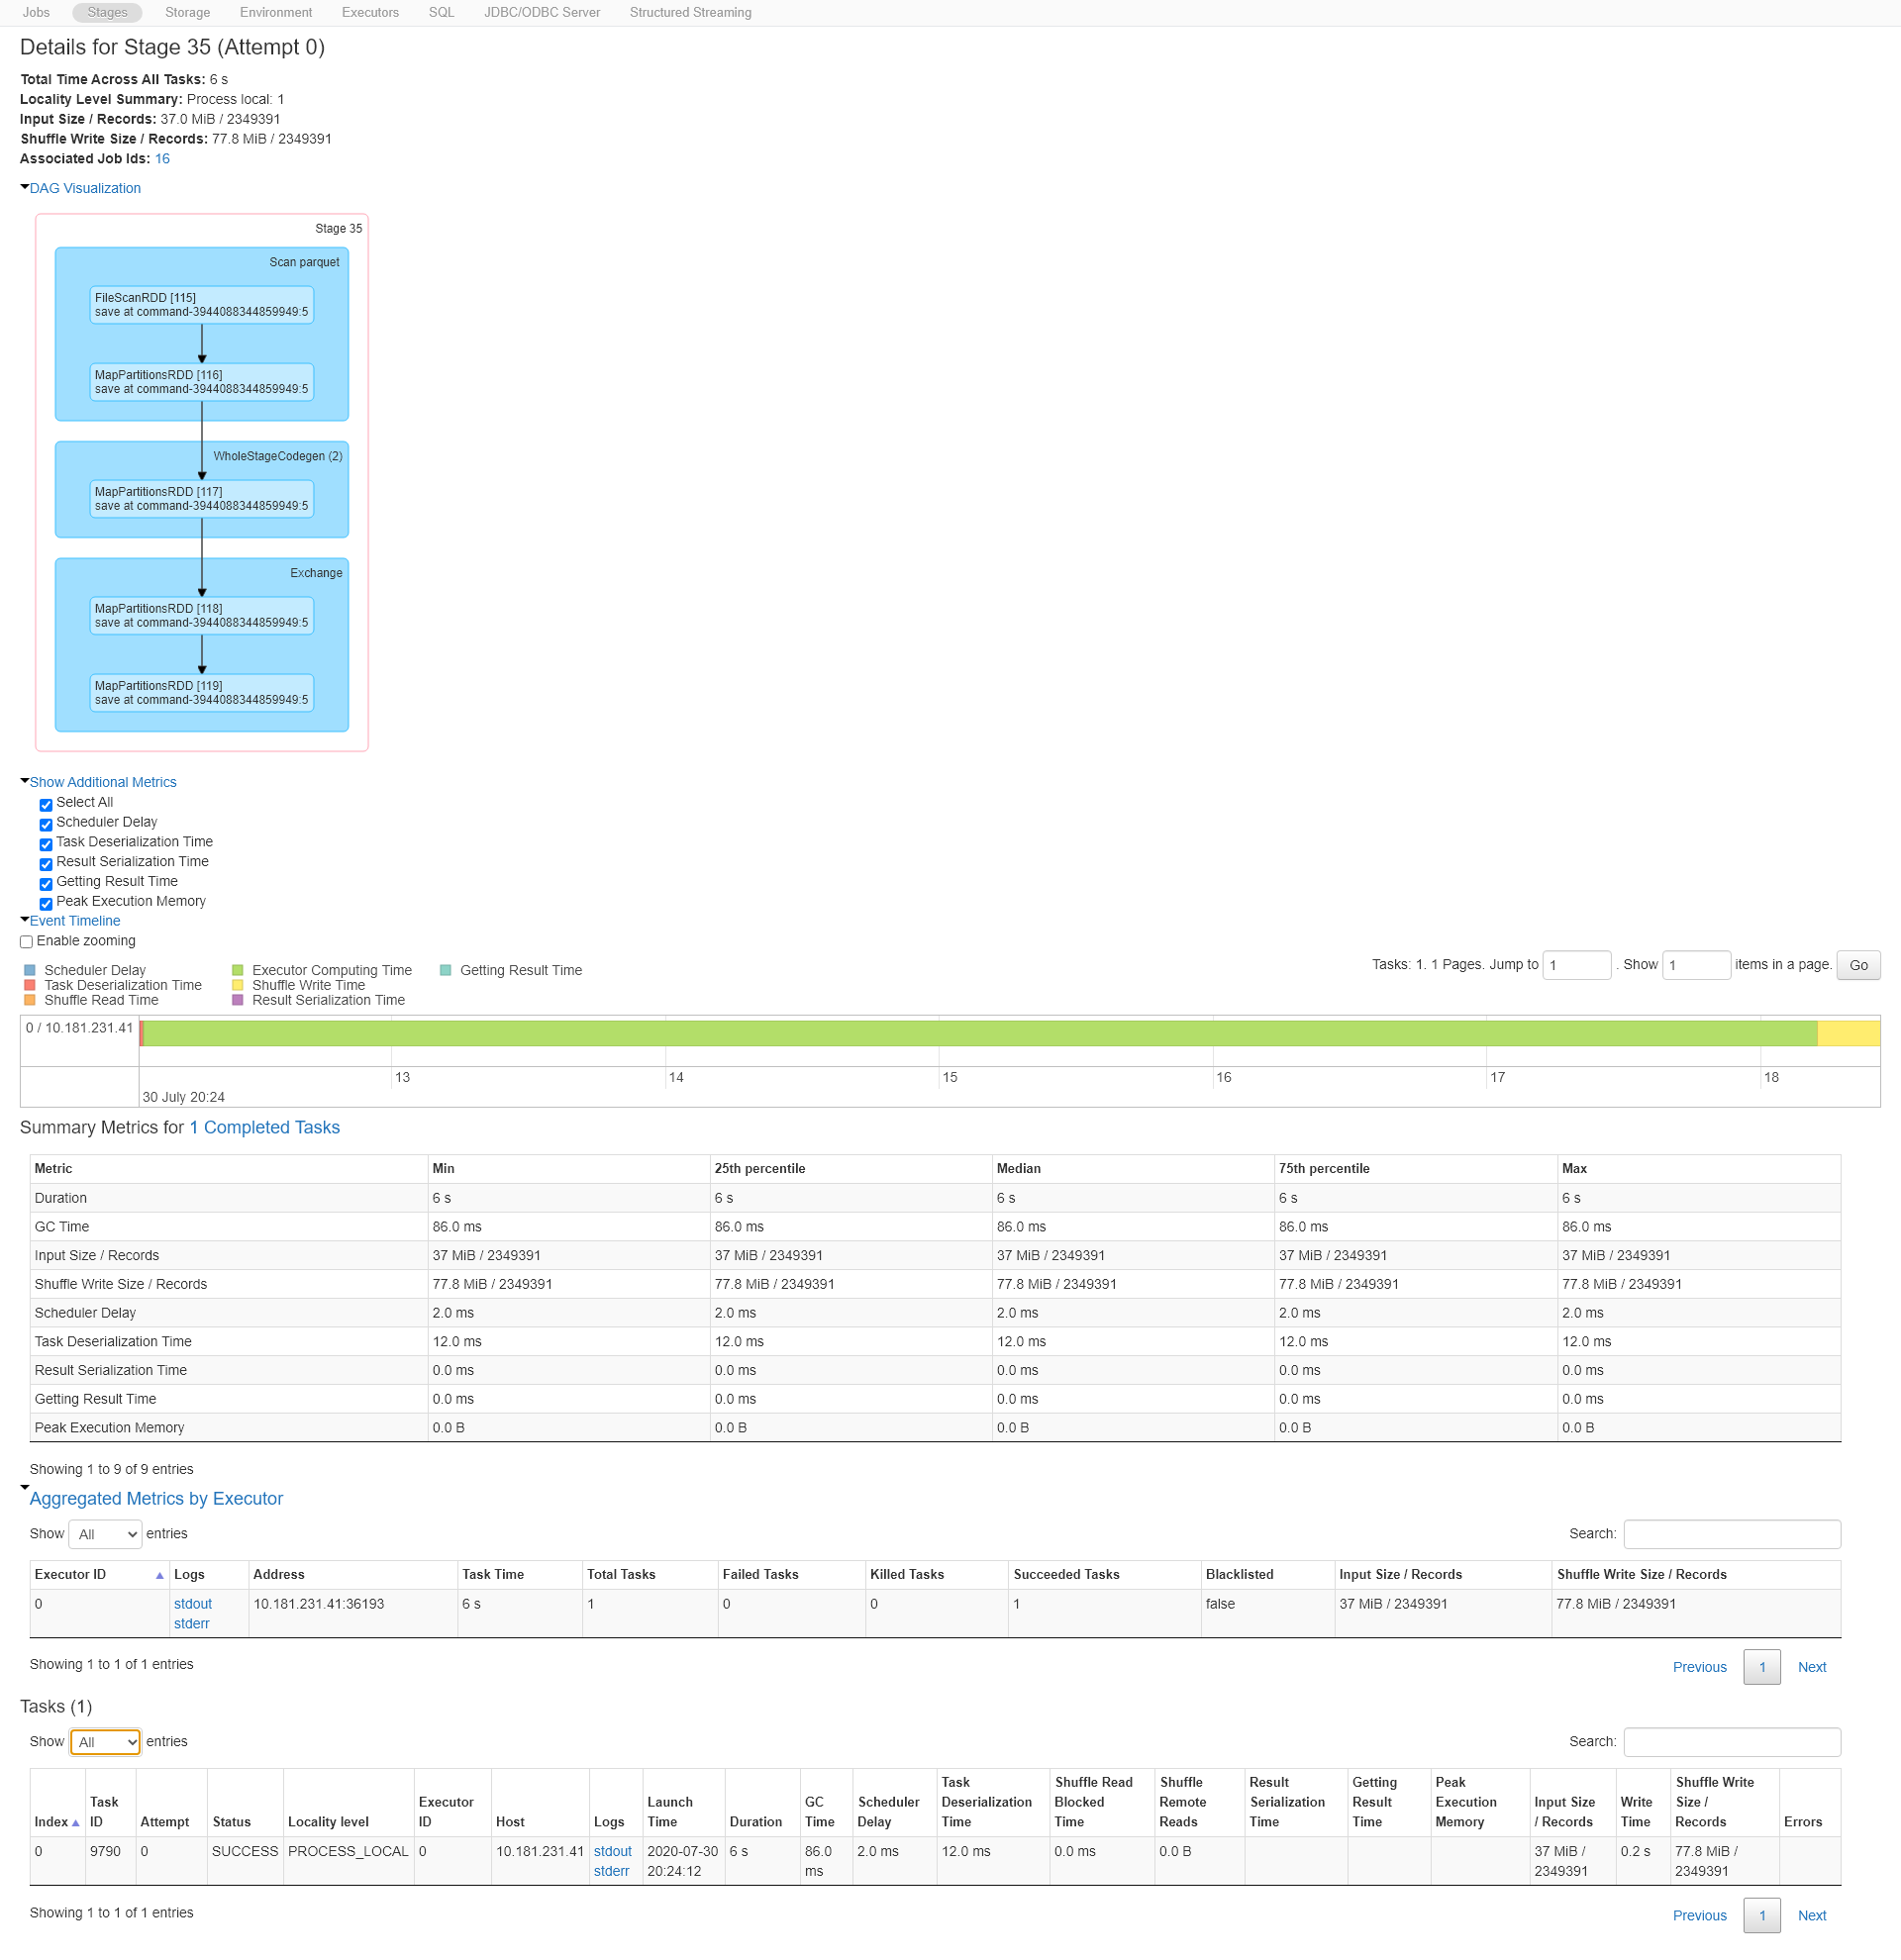 Jobs Stages Storage Environment Executors SQL JDBC/ODBC Server Structured Streaming
Details for Stage 35 (Attempt 0)
Total Time Across All Tasks: 6 s
Locality Level Summary: Process local: 1
Input Size / Records: 37.0 MiB / 2349391
Shuffle Write Size / Records: 77.8 MiB / 2349391
Associated Job Ids: 16
DAG Visualization
Stage 35
Scan parquet
FileScanRDD [115]
save at command-3944088344859949:5
MapPartitionsRDD [116]
save at command-3944088344859949:5
WholeStageCodegen (2)
MapPartitionsRDD [117]
save at command-3944088344859949:5
Exchange
MapPartitionsRDD [118]
save at command-3944088344859949:5
MapPartitionsRDD [119]
save at command-3944088344859949:5
Show Additional Metrics
Select All
Scheduler Delay
Task Deserialization Time
Result Serialization Time
Getting Result Time
Peak Execution Memory
Event Timeline
Enable zooming
Tasks: 1. 1 Pages. Jump to 1 . Show 1 items in a page. Go
Scheduler Delay Executor Computing Time Getting Result Time
Task Deserialization Time Shuffle Write Time
Shuffle Read Time Result Serialization Time
0 / 10.181.231.41
13 14 15 16 17 18
30 July 20:24
Summary Metrics for 1 Completed Tasks
Metric Min 25th percentile Median 75th percentile Max
Duration 6 s 6 s 6 s 6 s 6 s
GC Time 86.0 ms 86.0 ms 86.0 ms 86.0 ms 86.0 ms
Input Size / Records 37 MiB / 2349391 37 MiB / 2349391 37 MiB / 2349391 37 MiB / 2349391 37 MiB / 2349391
Shuffle Write Size / Records 77.8 MiB / 2349391 77.8 MiB / 2349391 77.8 MiB / 2349391 77.8 MiB / 2349391 77.8 MiB / 2349391
Scheduler Delay 2.0 ms 2.0 ms 2.0 ms 2.0 ms 2.0 ms
Task Deserialization Time 12.0 ms 12.0 ms 12.0 ms 12.0 ms 12.0 ms
Result Serialization Time 0.0 ms 0.0 ms 0.0 ms 0.0 ms 0.0 ms
Getting Result Time 0.0 ms 0.0 ms 0.0 ms 0.0 ms 0.0 ms
Peak Execution Memory 0.0 B 0.0 B 0.0 B 0.0 B 0.0 B
Showing 1 to 9 of 9 entries
Aggregated Metrics by Executor
Show All entries Search:
Executor ID Logs Address Task Time Total Tasks Failed Tasks Killed Tasks Succeeded Tasks Blacklisted Input Size / Records Shuffle Write Size / Records
0 stdout 10.181.231.41:36193 6 s 1 0 0 1 false 37 MiB / 2349391 77.8 MiB / 2349391
stderr
Showing 1 to 1 of 1 entries
Previous 1 Next
Tasks (1)
Show All entries Search:
Task Shuffle Read Shuffle Result Getting Peak Shuffle Write
Task Executor Launch GC Scheduler Deserialization Blocked Remote Serialization Result Execution Input Size Write Size /
Index ID Attempt Status Locality level ID Host Logs Time Duration Time Delay Time Time Reads Time Time Memory / Records Time Records Errors
0 9790 0 SUCCESS PROCESS_LOCAL 0 10.181.231.41 stdout 2020-07-30 6 s 86.0 2.0 ms 12.0 ms 0.0 ms 0.0 B 37 MiB / 0.2 s 77.8 MiB /
stderr 20:24:12 ms 2349391 2349391
Showing 1 to 1 of 1 entries
Previous 1 Next